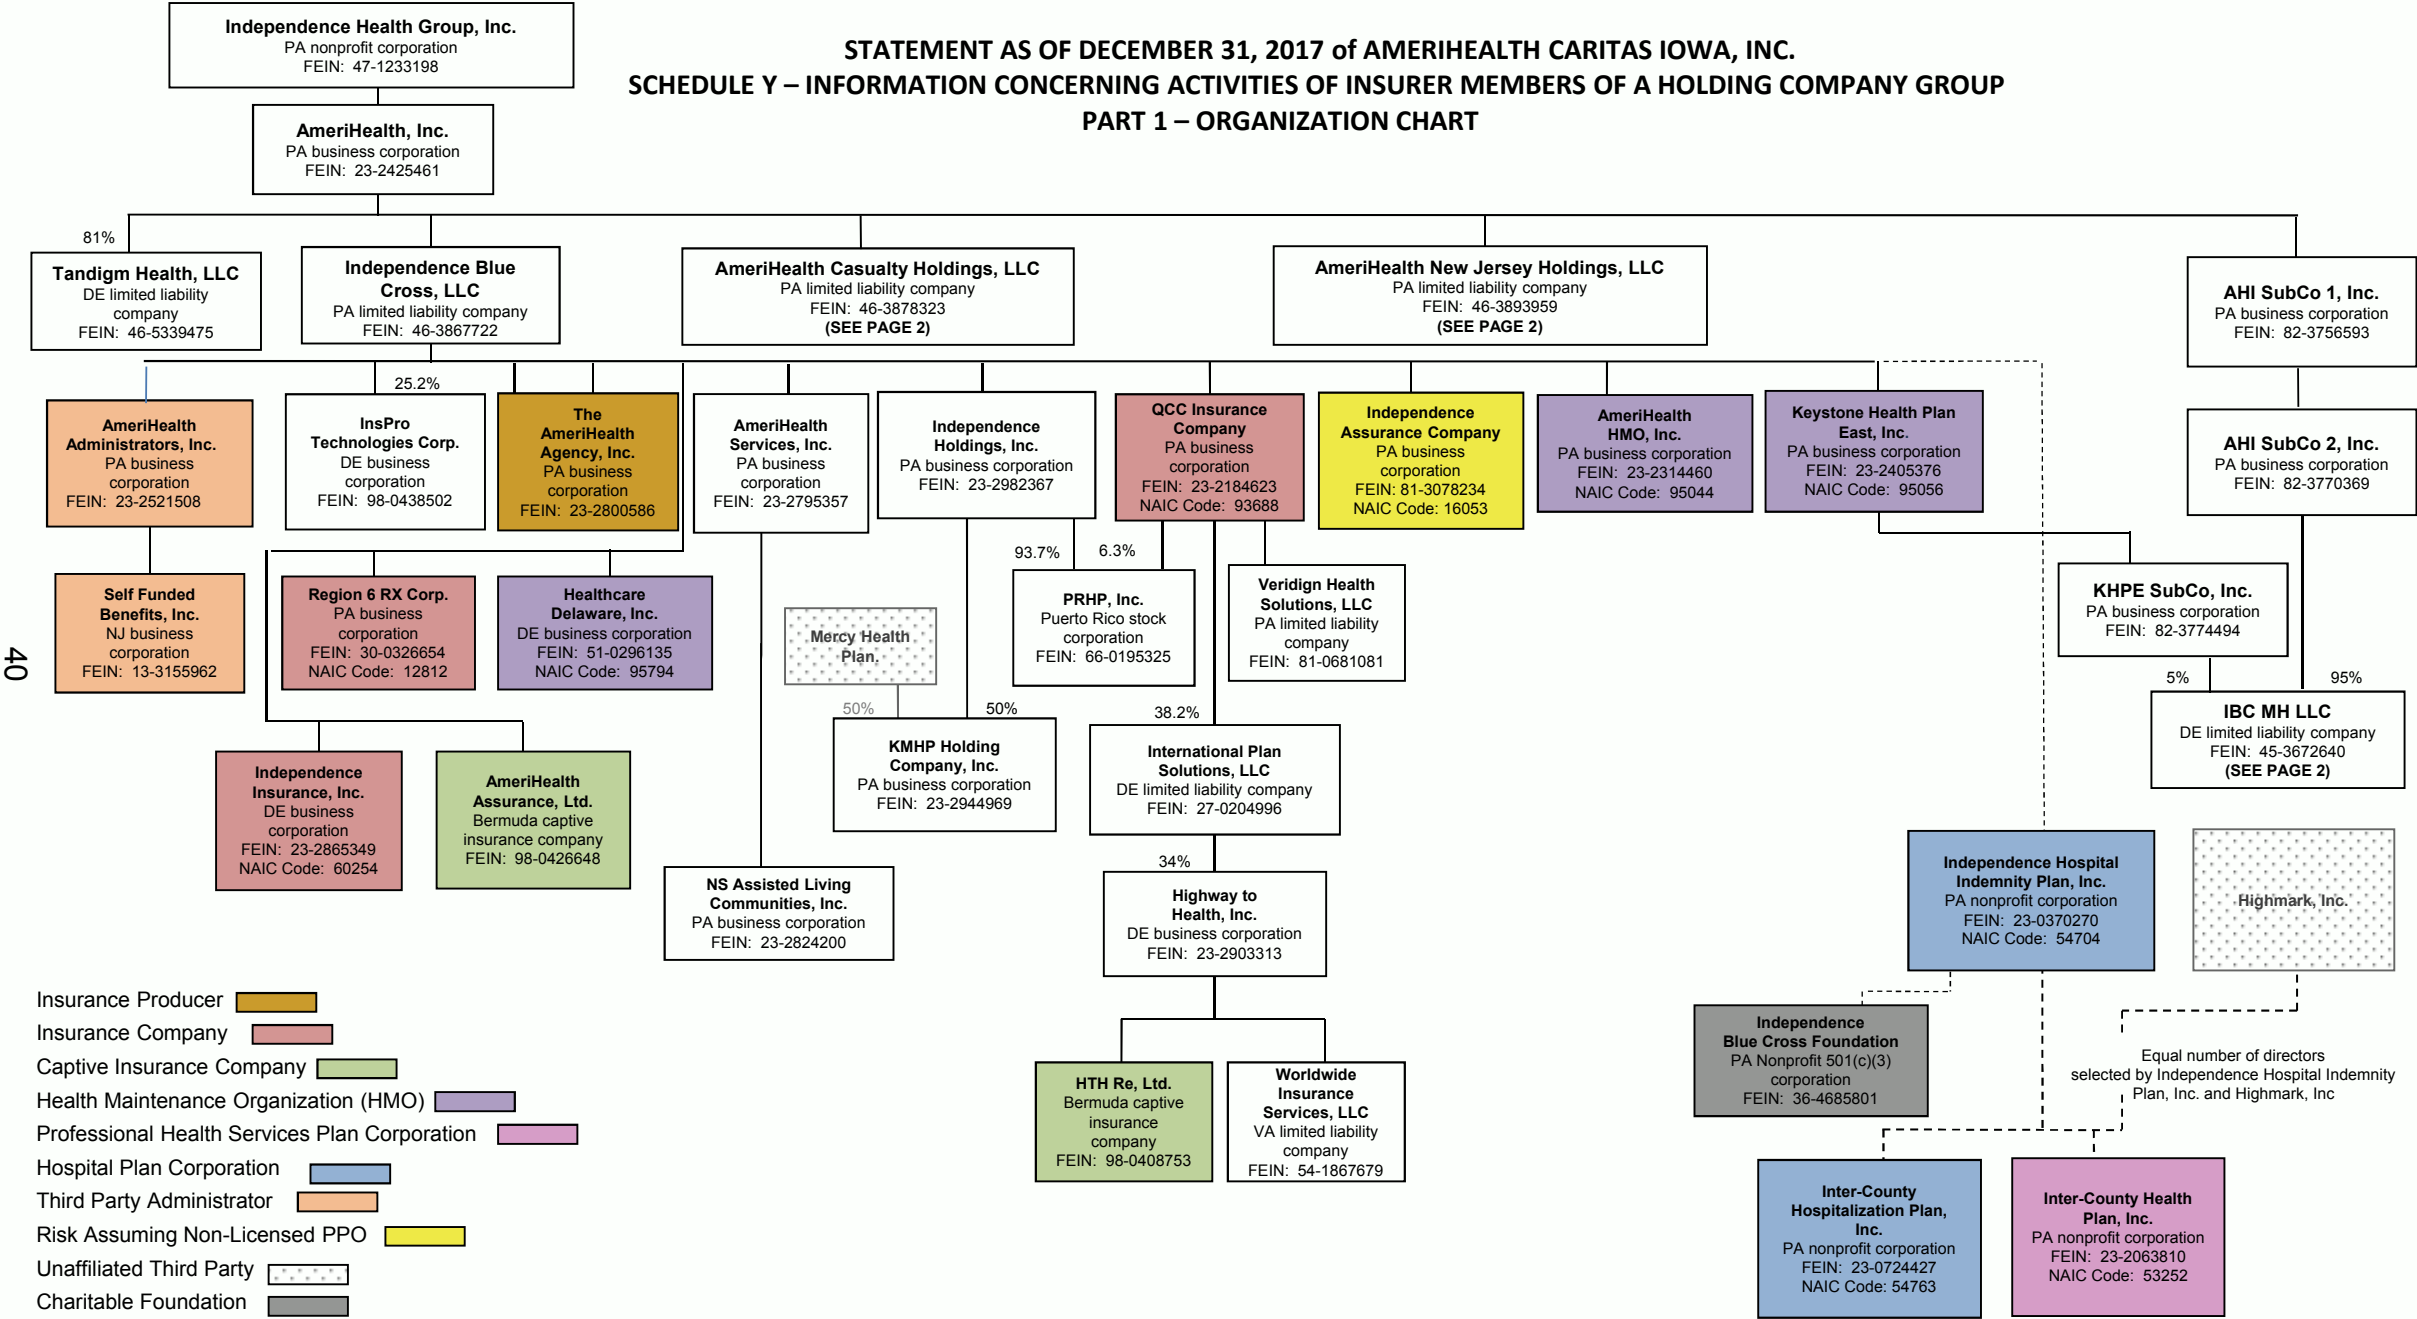 Independence Health Group, Inc.
PA nonprofit corporation
FEIN: 47-1233198
STATEMENT AS OF DECEMBER 31, 2017 of AMERIHEALTH CARITAS IOWA, INC.
SCHEDULE Y – INFORMATION CONCERNING ACTIVITIES OF INSURER MEMBERS OF A HOLDING COMPANY GROUP
PART 1 – ORGANIZATION CHART
AmeriHealth, Inc.
PA business corporation
FEIN: 23-2425461
81%
Tandigm Health, LLC
DE limited liability
company
FEIN: 46-5339475
Independence Blue
Cross, LLC
PA limited liability company
FEIN: 46-3867722
AmeriHealth Casualty Holdings, LLC
PA limited liability company
FEIN: 46-3878323
(SEE PAGE 2)
AmeriHealth New Jersey Holdings, LLC
PA limited liability company
FEIN: 46-3893959
(SEE PAGE 2)
AHI SubCo 1, Inc.
PA business corporation
FEIN: 82-3756593
AmeriHealth
Administrators, Inc.
PA business
corporation
FEIN: 23-2521508
25.2%
InsPro
Technologies Corp.
DE business
corporation
FEIN: 98-0438502
The
AmeriHealth
Agency, Inc.
PA business
corporation
FEIN: 23-2800586
AmeriHealth
Services, Inc.
PA business
corporation
FEIN: 23-2795357
Independence
Holdings, Inc.
PA business corporation
FEIN: 23-2982367
QCC Insurance
Company
PA business
corporation
FEIN: 23-2184623
NAIC Code: 93688
Independence
Assurance Company
PA business
corporation
FEIN: 81-3078234
NAIC Code: 16053
AmeriHealth
HMO, Inc.
PA business corporation
FEIN: 23-2314460
NAIC Code: 95044
Keystone Health Plan
East, Inc.
PA business corporation
FEIN: 23-2405376
NAIC Code: 95056
AHI SubCo 2, Inc.
PA business corporation
FEIN: 82-3770369
Self Funded
Benefits, Inc.
NJ business
corporation
FEIN: 13-3155962
Region 6 RX Corp.
PA business
corporation
FEIN: 30-0326654
NAIC Code: 12812
Healthcare
Delaware, Inc.
DE business corporation
FEIN: 51-0296135
NAIC Code: 95794
Mercy Health
Plan.
93.7%
6.3%
PRHP, Inc.
Puerto Rico stock
corporation
FEIN: 66-0195325
Veridign Health
Solutions, LLC
PA limited liability
company
FEIN: 81-0681081
KHPE SubCo, Inc.
PA business corporation
FEIN: 82-3774494
40
50%
50%
KMHP Holding
Company, Inc.
PA business corporation
FEIN: 23-2944969
38.2%
International Plan
Solutions, LLC
DE limited liability company
FEIN: 27-0204996
5%
95%
IBC MH LLC
DE limited liability company
FEIN: 45-3672640
(SEE PAGE 2)
Independence
Insurance, Inc.
DE business
corporation
FEIN: 23-2865349
NAIC Code: 60254
AmeriHealth
Assurance, Ltd.
Bermuda captive
insurance company
FEIN: 98-0426648
NS Assisted Living
Communities, Inc.
PA business corporation
FEIN: 23-2824200
34%
Highway to
Health, Inc.
DE business corporation
FEIN: 23-2903313
Independence Hospital
Indemnity Plan, Inc.
PA nonprofit corporation
FEIN: 23-0370270
NAIC Code: 54704
Highmark, Inc.
Independence
Blue Cross Foundation
PA Nonprofit 501(c)(3)
corporation
FEIN: 36-4685801
Equal number of directors
selected by Independence Hospital Indemnity
Plan, Inc. and Highmark, Inc
HTH Re, Ltd.
Bermuda captive
insurance
company
FEIN: 98-0408753
Worldwide
Insurance
Services, LLC
VA limited liability
company
FEIN: 54-1867679
Inter-County
Hospitalization Plan,
Inc.
PA nonprofit corporation
FEIN: 23-0724427
NAIC Code: 54763
Inter-County Health
Plan, Inc.
PA nonprofit corporation
FEIN: 23-2063810
NAIC Code: 53252
Insurance Producer
Insurance Company
Captive Insurance Company
Health Maintenance Organization (HMO)
Professional Health Services Plan Corporation
Hospital Plan Corporation
Third Party Administrator
Risk Assuming Non-Licensed PPO
Unaffiliated Third Party
Charitable Foundation